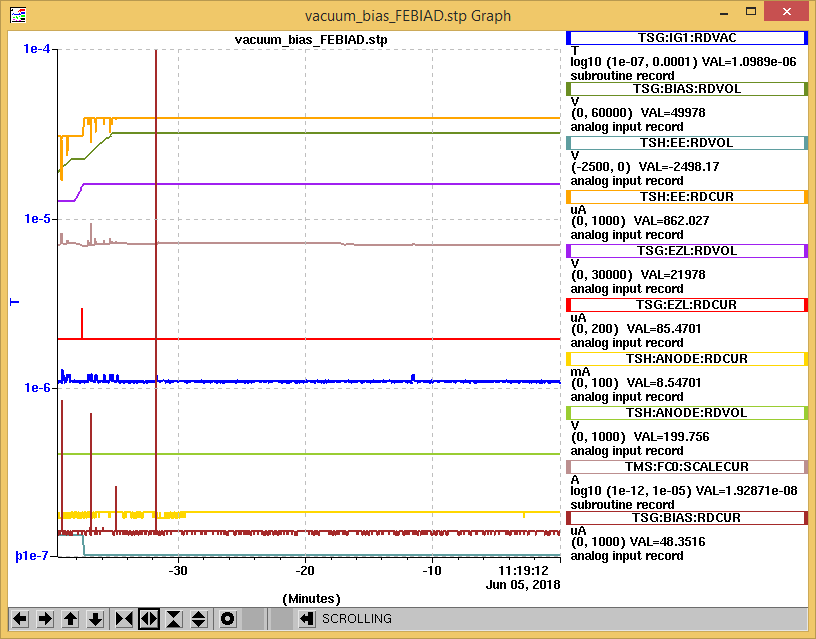 vacuum_bias_FEBIAD.stp Graph
vacuum_bias_FEBIAD.stp
1e-4
1e-5
T
1e-6
1e-7
-30
-20
-10
11:19:12
Jun 05, 2018
(Minutes)
TSG:IG1:RDVAC
T
log10 (1e-07, 0.0001) VAL=1.0989e-06
subroutine record
TSG:BIAS:RDVOL
V
(0, 60000) VAL=49978
analog input record
TSH:EE:RDVOL
V
(-2500, 0) VAL=-2498.17
analog input record
TSH:EE:RDCUR
uA
(0, 1000) VAL=862.027
analog input record
TSG:EZL:RDVOL
V
(0, 30000) VAL=21978
analog input record
TSG:EZL:RDCUR
uA
(0, 200) VAL=85.4701
analog input record
TSH:ANODE:RDCUR
mA
(0, 100) VAL=8.54701
analog input record
TSH:ANODE:RDVOL
V
(0, 1000) VAL=199.756
analog input record
TMS:FC0:SCALECUR
A
log10 (1e-12, 1e-05) VAL=1.92871e-08
subroutine record
TSG:BIAS:RDCUR
uA
(0, 1000) VAL=48.3516
analog input record
SCROLLING